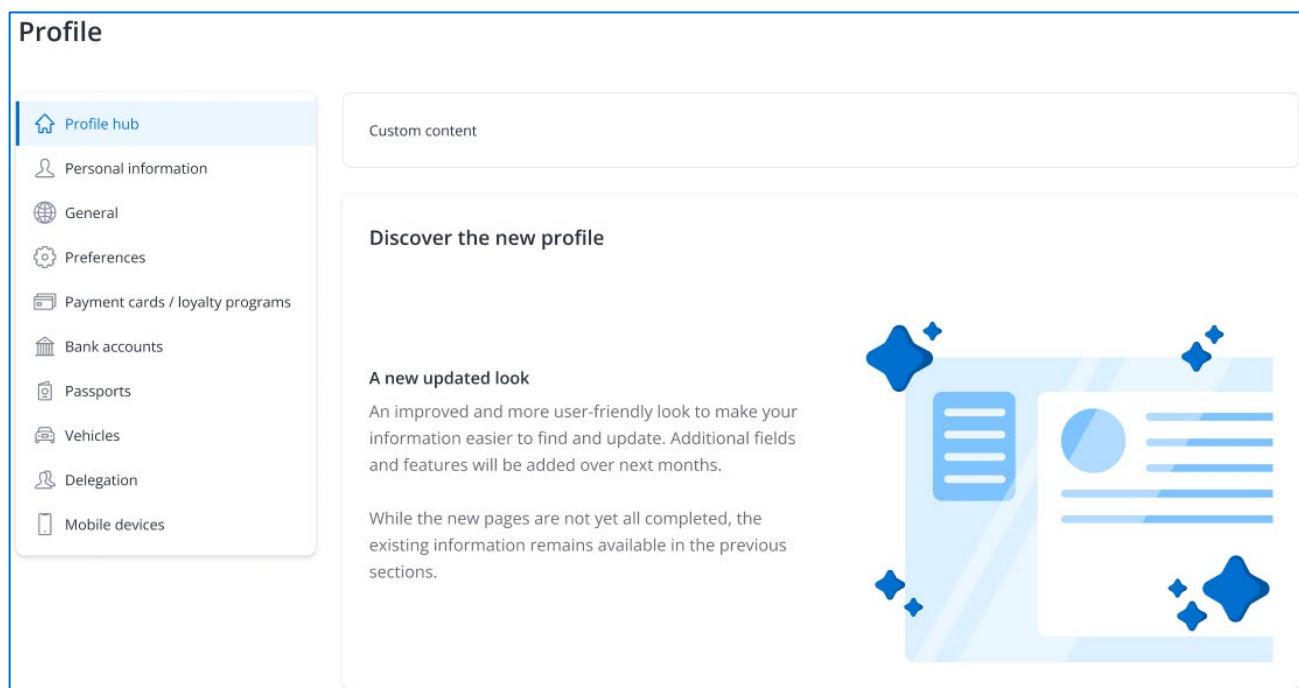 Profile
Profile hub
Personal information
General
Preferences
Payment cards / loyalty programs
Bank accounts
Passports
Vehicles
Delegation
Mobile devices
Custom content
Discover the new profile
A new updated look
An improved and more user-friendly look to make your
information easier to find and update. Additional fields
and features will be added over next months.
While the new pages are not yet all completed, the
existing information remains available in the previous
sections.